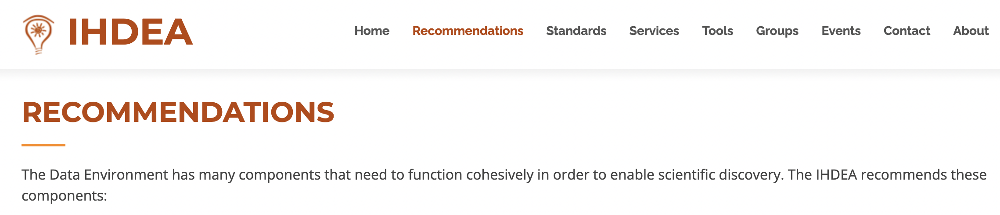 IHDEA
Home Recommendations Standards Services Tools Groups Events Contact About
RECOMMENDATIONS
The Data Environment has many components that need to function cohesively in order to enable scientific discovery. The IHDEA recommends these
components: